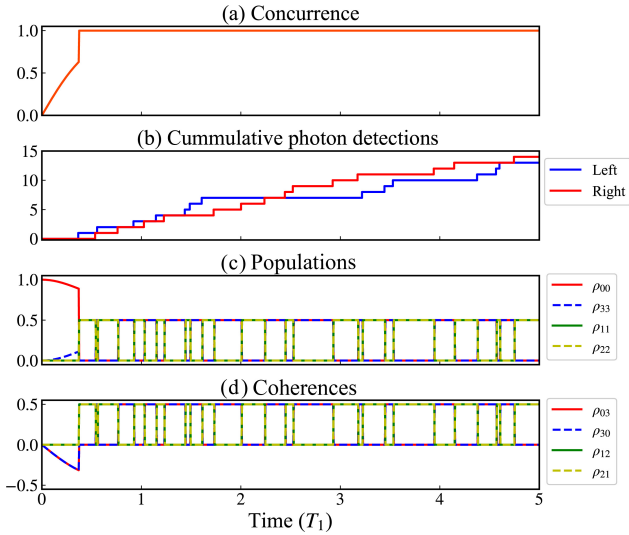 (a) Concurrence
1.0
0.5
0.0
(b) Cummulative photon detections
15
10
5
0
Left
Right
(c) Populations
1.0
0.5
0.0
ρ₀₀
ρ₃₃
ρ₁₁
ρ₂₂
(d) Coherences
0.5
0.0
−0.5
ρ₀₃
ρ₃₀
ρ₁₂
ρ₂₁
0 1 2 3 4 5
Time (T₁)